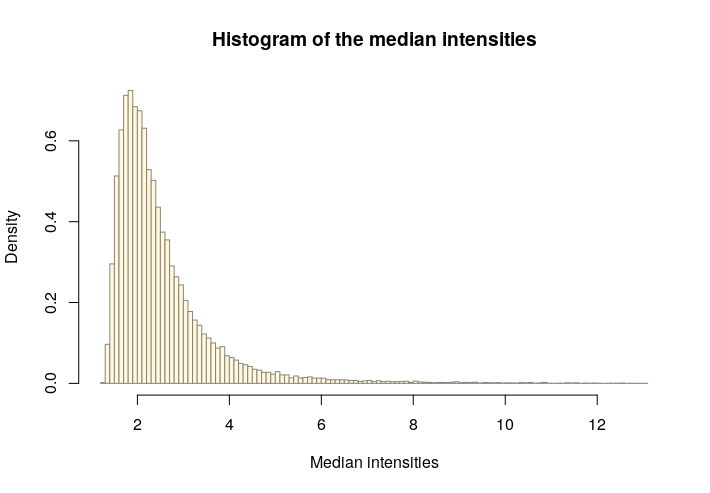 Histogram of the median intensities
Density
0.6
0.4
0.2
0.0
2 4 6 8 10 12
Median intensities